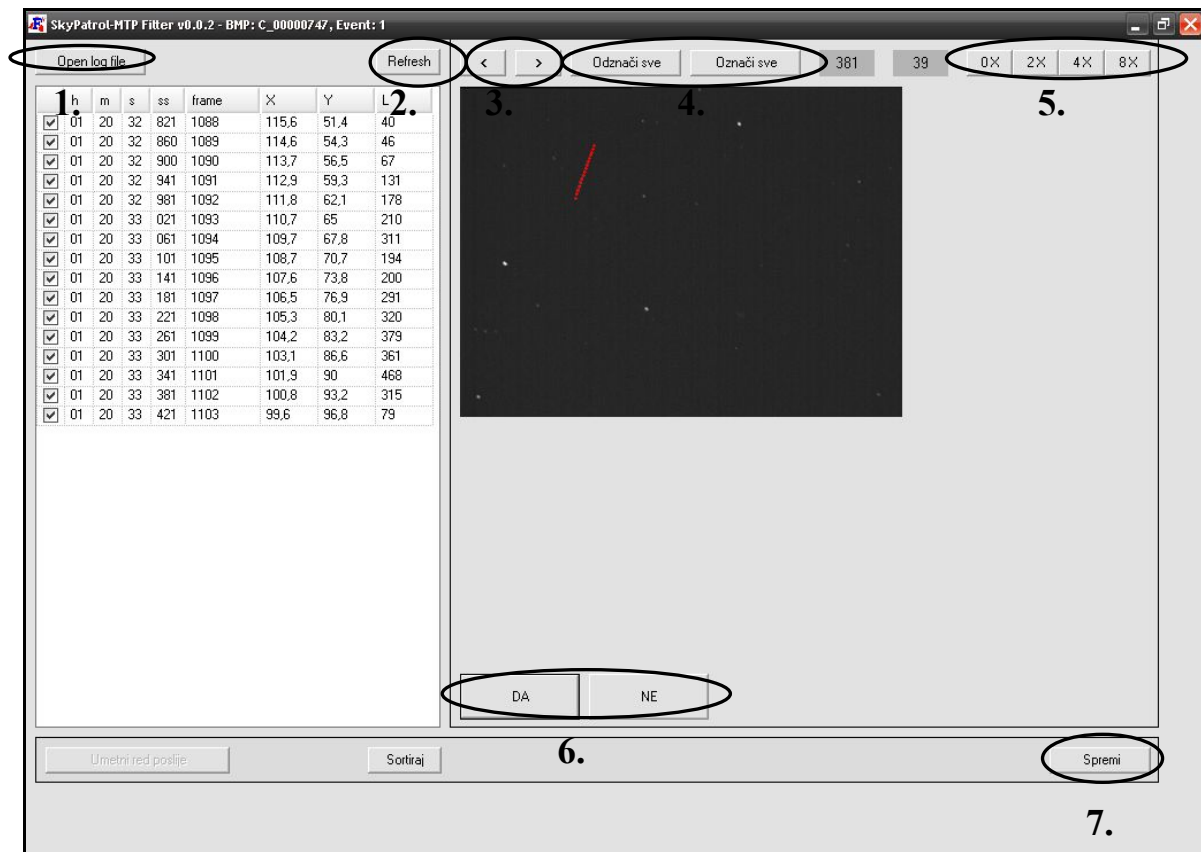 SkyPatrol-MTP Fitter v0.0.2 - BMP: C_00000747, Event: 1
Open log file Refresh < > Odznači sve Označi sve 381 39 0X 2X 4X 8X
1. 2. 3. 4. 5.
h m s ss frame X Y L
01 20 32 821 1088 115,6 51,4 40
01 20 32 860 1089 114,6 54,3 46
01 20 32 900 1090 113,7 56,5 67
01 20 32 941 1091 112,9 59,3 131
01 20 32 981 1092 111,8 62,1 178
01 20 33 021 1093 110,7 65 210
01 20 33 061 1094 109,7 67,8 311
01 20 33 101 1095 108,7 70,7 194
01 20 33 141 1096 107,6 73,8 200
01 20 33 181 1097 106,5 76,9 291
01 20 33 221 1098 105,3 80,1 320
01 20 33 261 1099 104,2 83,2 379
01 20 33 301 1100 103,1 86,6 361
01 20 33 341 1101 101,9 90 468
01 20 33 381 1102 100,8 93,2 315
01 20 33 421 1103 99,6 96,8 79
DA NE
6.
Umetni red poslije Sortiraj Spremi
7.